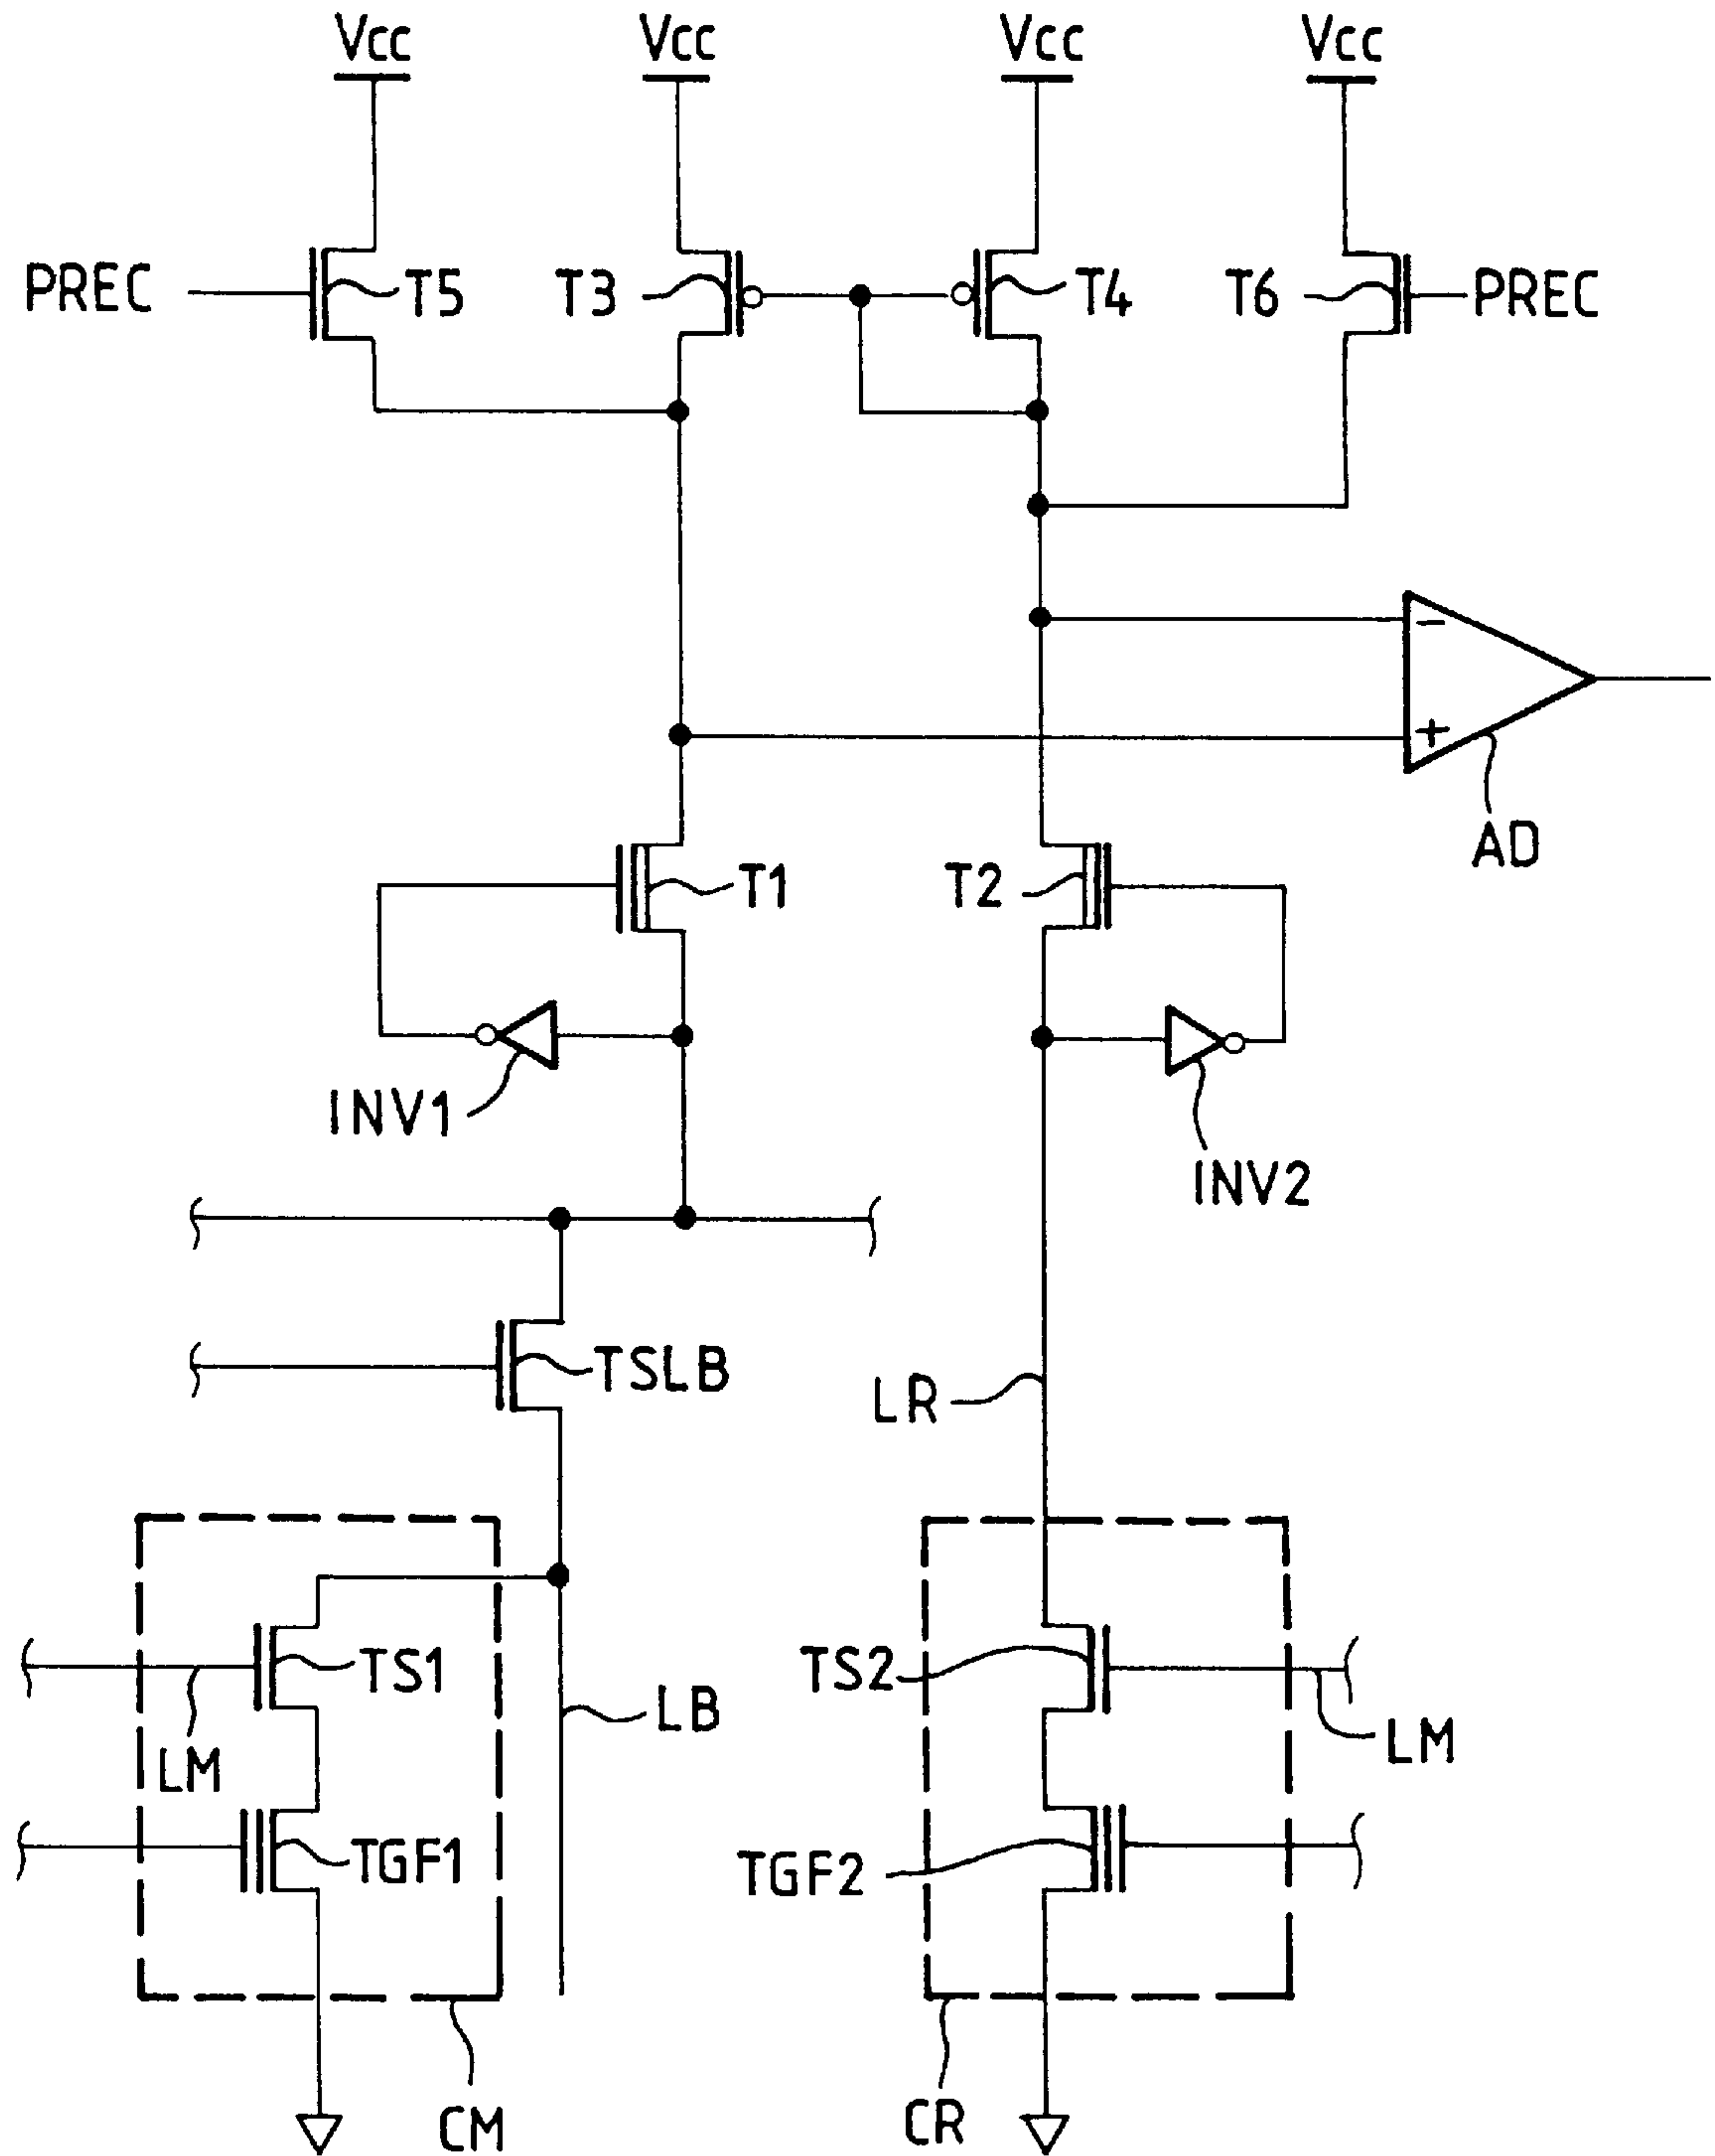 Vcc Vcc Vcc Vcc
PREC T5 T3 T4 T6 PREC
-
+
AD
T1 T2
INV1
INV2
TSLB
LR
TS1 TS2
LB
LM LM
TGF1 TGF2
CM CR